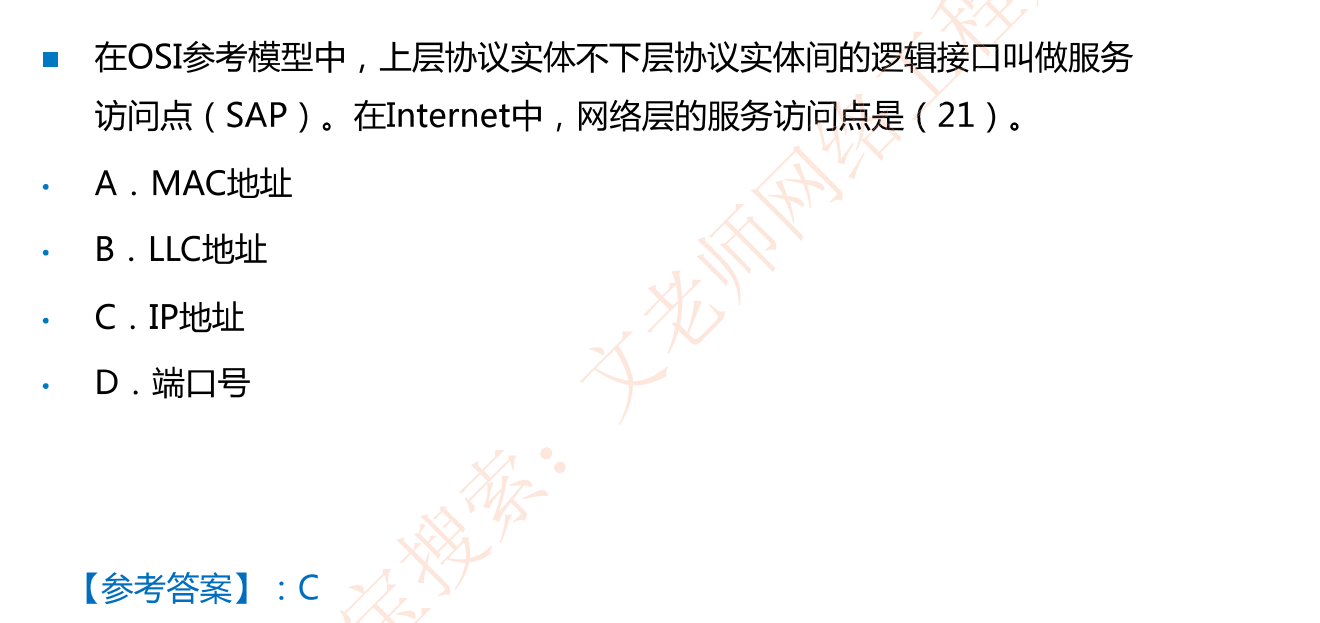 在OSI参考模型中，上层协议实体不下层协议实体间的逻辑接口叫做服务
访问点（SAP）。在Internet中，网络层的服务访问点是（21）。
A．MAC地址
B．LLC地址
C．IP地址
D．端口号
【参考答案】：C
宝搜索：文老师网络工程